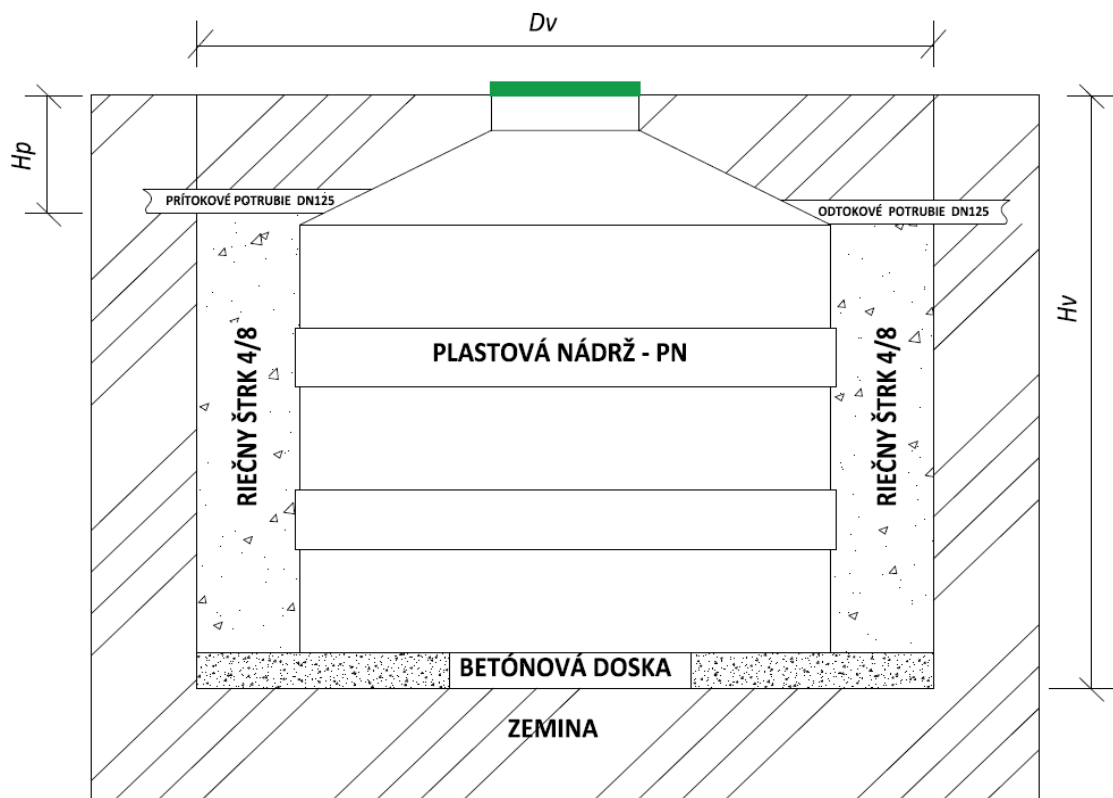 Dv
Hp
PRÍTOKOVÉ POTRUBIE DN125
ODTOKOVÉ POTRUBIE DN125
Hv
RIEČNY ŠTRK 4/8
PLASTOVÁ NÁDRŽ - PN
RIEČNY ŠTRK 4/8
BETÓNOVÁ DOSKA
ZEMINA